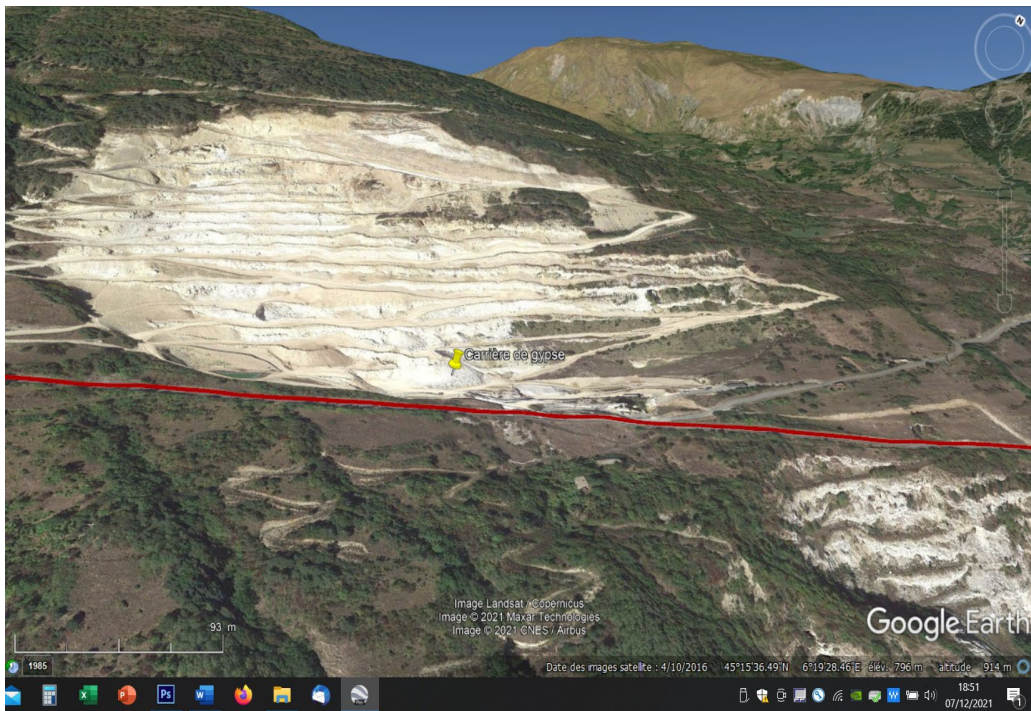 N
Carrière de gypse
Image Landsat / Copernicus
Image © 2021 Maxar Technologies
Image © 2021 CNES / Airbus
Google Earth
93 m
1985
Date des images satellite : 4/10/2016 45°15'36.49"N 6°19'28.46"E élév. 796 m altitude 914 m
Ps
18:51
07/12/2021
1